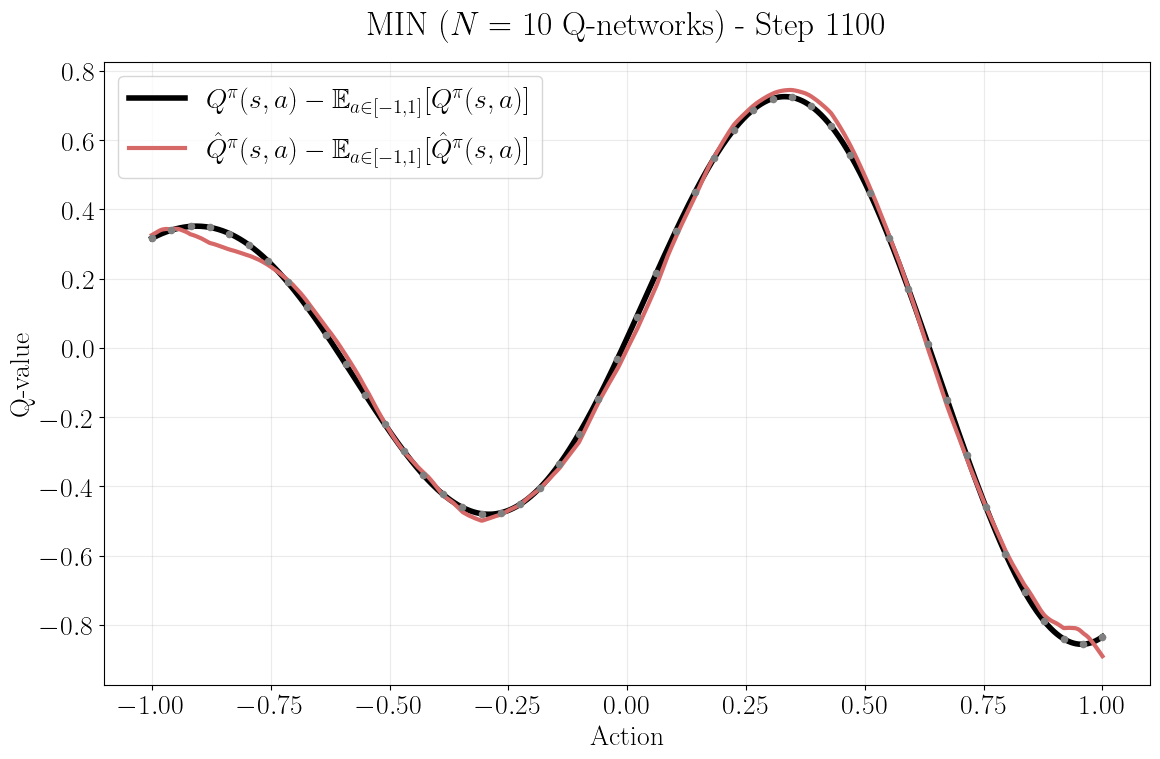 MIN (N = 10 Q-networks) - Step 1100
Q^π(s, a) − 𝔼_{a∈[−1,1]}[Q^π(s, a)]
Q̂^π(s, a) − 𝔼_{a∈[−1,1]}[Q̂^π(s, a)]
Q-value
0.8
0.6
0.4
0.2
0.0
−0.2
−0.4
−0.6
−0.8
−1.00 −0.75 −0.50 −0.25 0.00 0.25 0.50 0.75 1.00
Action